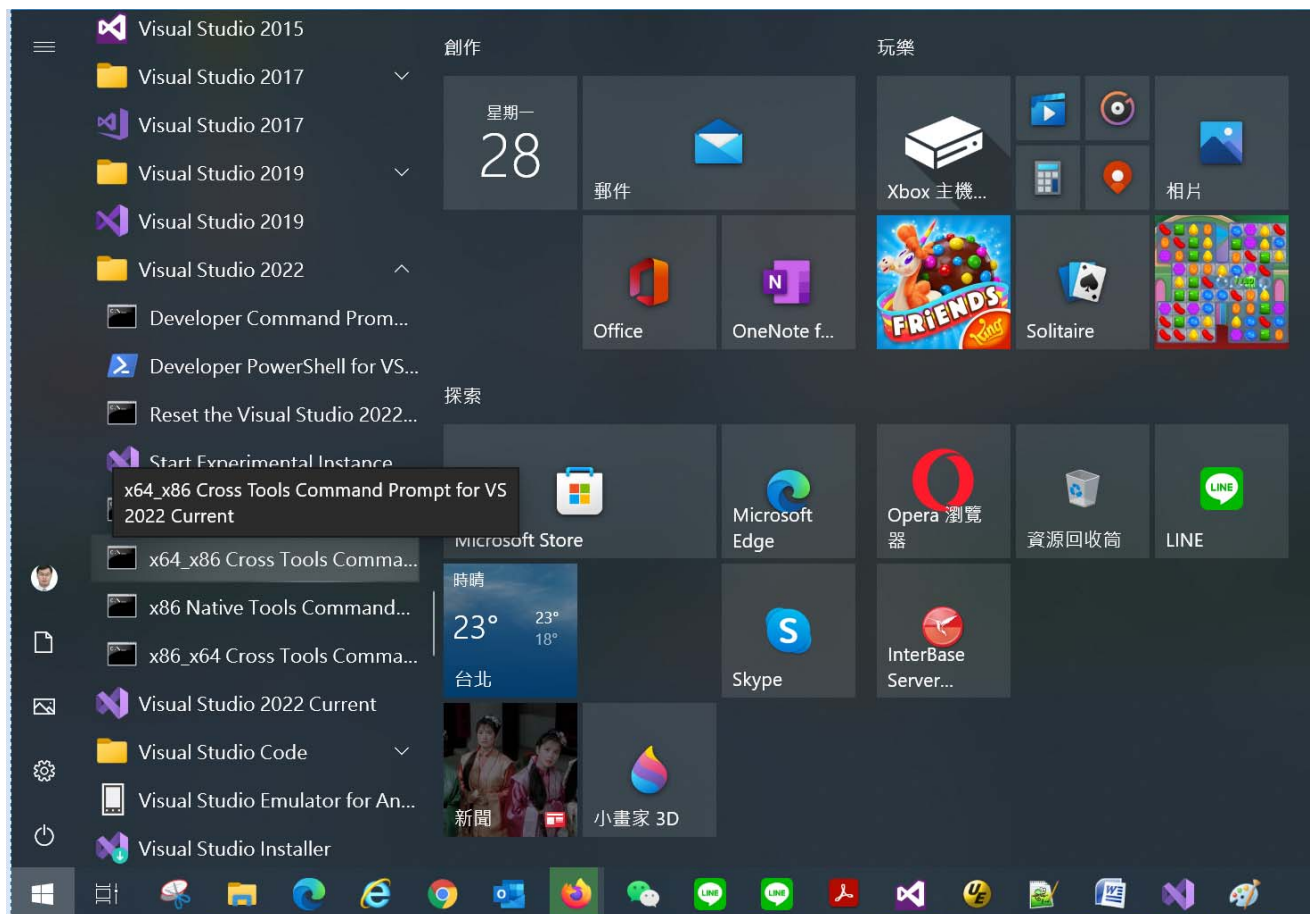 Visual Studio 2015
Visual Studio 2017
Visual Studio 2017
Visual Studio 2019
Visual Studio 2019
Visual Studio 2022
Developer Command Prom...
Developer PowerShell for VS...
Reset the Visual Studio 2022...
Start Experimental Instance
x64_x86 Cross Tools Command Prompt for VS
2022 Current
x64_x86 Cross Tools Comma...
x86 Native Tools Command...
x86_x64 Cross Tools Comma...
Visual Studio 2022 Current
Visual Studio Code
Visual Studio Emulator for An...
Visual Studio Installer
創作
星期一
28
郵件
Office
N
OneNote f...
玩樂
Xbox 主機...
相片
FRIENDS
King
Solitaire
探索
Microsoft Store
Microsoft
Edge
Opera 瀏覽
器
資源回收筒
LINE
LINE
時晴
23°
23°
18°
台北
S
Skype
InterBase
Server...
新聞
小畫家 3D
LINE
LINE
UE
W